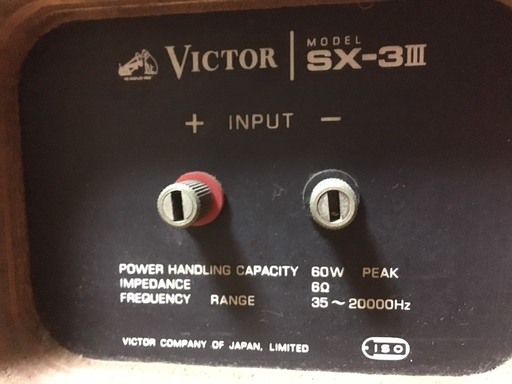 VICTOR
MODEL
SX-3III
+ INPUT −
POWER HANDLING CAPACITY 60W PEAK
IMPEDANCE 6Ω
FREQUENCY RANGE 35～20000Hz
VICTOR COMPANY OF JAPAN, LIMITED
ISO